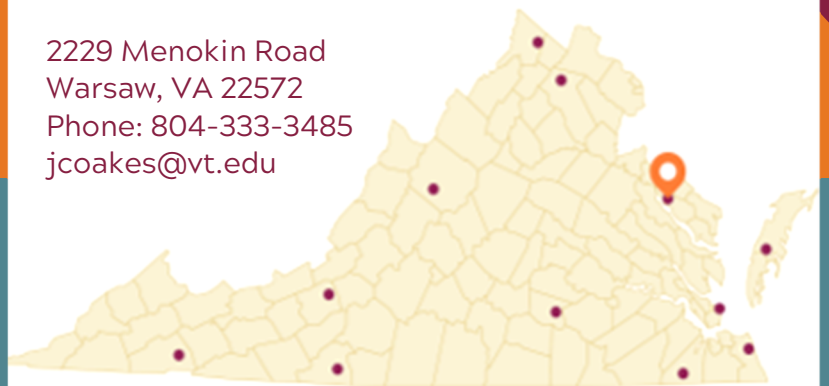 2229 Menokin Road
Warsaw, VA 22572
Phone: 804-333-3485
jcoakes@vt.edu